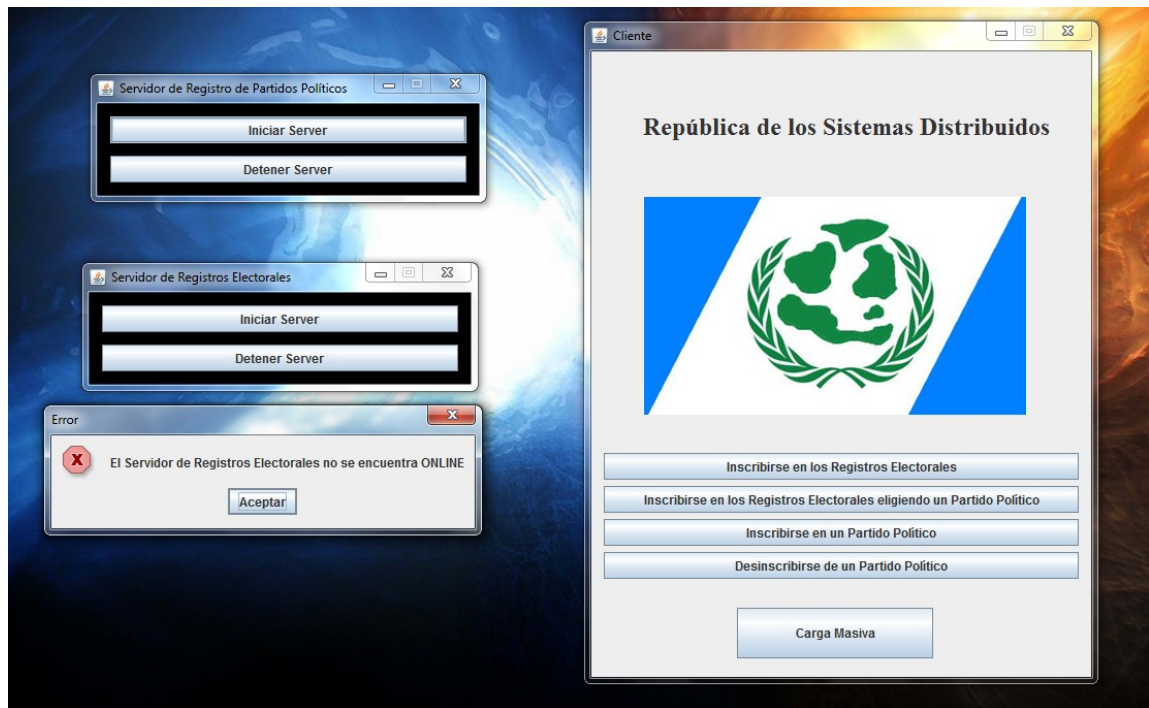 Servidor de Registro de Partidos Políticos
Iniciar Server
Detener Server
Servidor de Registros Electorales
Iniciar Server
Detener Server
Error
El Servidor de Registros Electorales no se encuentra ONLINE
Aceptar
Cliente
República de los Sistemas Distribuidos
Inscribirse en los Registros Electorales
Inscribirse en los Registros Electorales eligiendo un Partido Político
Inscribirse en un Partido Político
Desinscribirse de un Partido Político
Carga Masiva